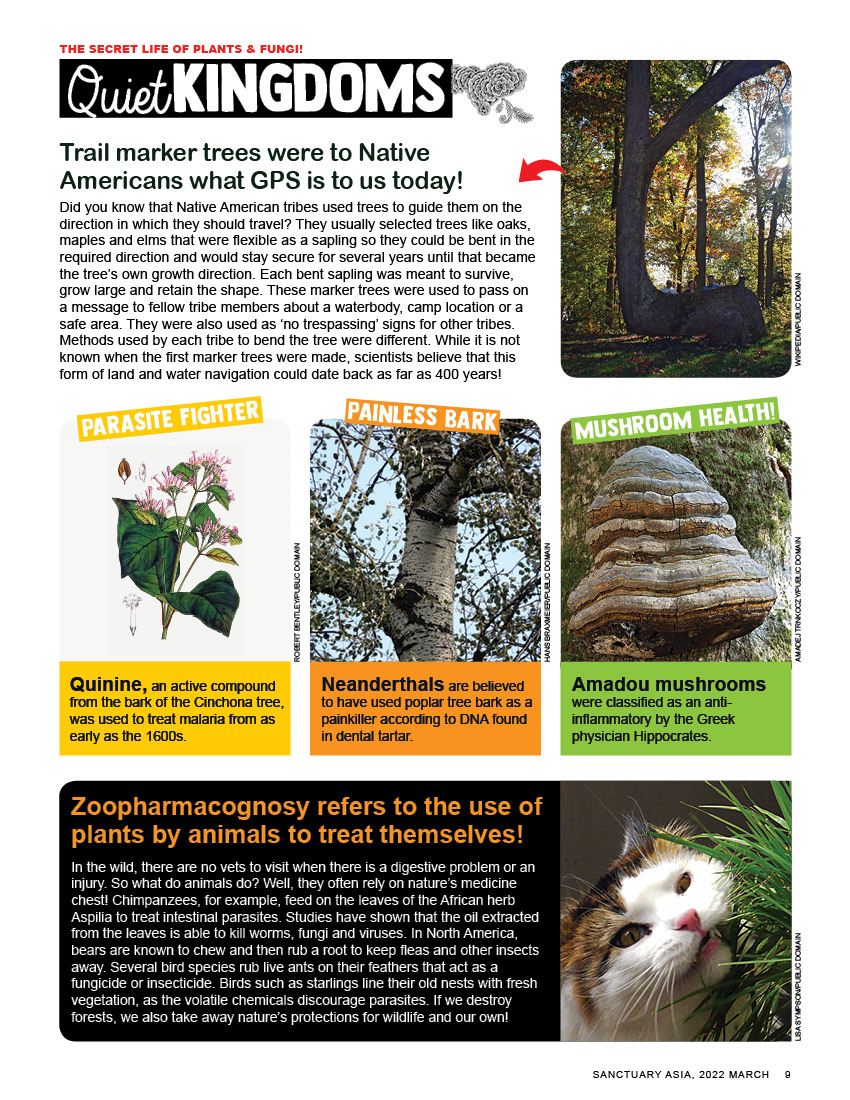 THE SECRET LIFE OF PLANTS & FUNGI!
Quiet KINGDOMS
Trail marker trees were to Native
Americans what GPS is to us today!
Did you know that Native American tribes used trees to guide them on the
direction in which they should travel? They usually selected trees like oaks,
maples and elms that were flexible as a sapling so they could be bent in the
required direction and would stay secure for several years until that became
the tree's own growth direction. Each bent sapling was meant to survive,
grow large and retain the shape. These marker trees were used to pass on
a message to fellow tribe members about a waterbody, camp location or a
safe area. They were also used as ‘no trespassing’ signs for other tribes.
Methods used by each tribe to bend the tree were different. While it is not
known when the first marker trees were made, scientists believe that this
form of land and water navigation could date back as far as 400 years!
WIKIPEDIA/PUBLIC DOMAIN
PARASITE FIGHTER
ROBERT BENTLEY/PUBLIC DOMAIN
Quinine, an active compound
from the bark of the Cinchona tree,
was used to treat malaria from as
early as the 1600s.
PAINLESS BARK
HANS BRAXMEIER/PUBLIC DOMAIN
Neanderthals are believed
to have used poplar tree bark as a
painkiller according to DNA found
in dental tartar.
MUSHROOM HEALTH!
AMADEJ TRNKOCZY/PUBLIC DOMAIN
Amadou mushrooms
were classified as an anti-
inflammatory by the Greek
physician Hippocrates.
Zoopharmacognosy refers to the use of
plants by animals to treat themselves!
In the wild, there are no vets to visit when there is a digestive problem or an
injury. So what do animals do? Well, they often rely on nature's medicine
chest! Chimpanzees, for example, feed on the leaves of the African herb
Aspilia to treat intestinal parasites. Studies have shown that the oil extracted
from the leaves is able to kill worms, fungi and viruses. In North America,
bears are known to chew and then rub a root to keep fleas and other insects
away. Several bird species rub live ants on their feathers that act as a
fungicide or insecticide. Birds such as starlings line their old nests with fresh
vegetation, as the volatile chemicals discourage parasites. If we destroy
forests, we also take away nature's protections for wildlife and our own!
LISA SYMPSON/PUBLIC DOMAIN
SANCTUARY ASIA, 2022 MARCH 9